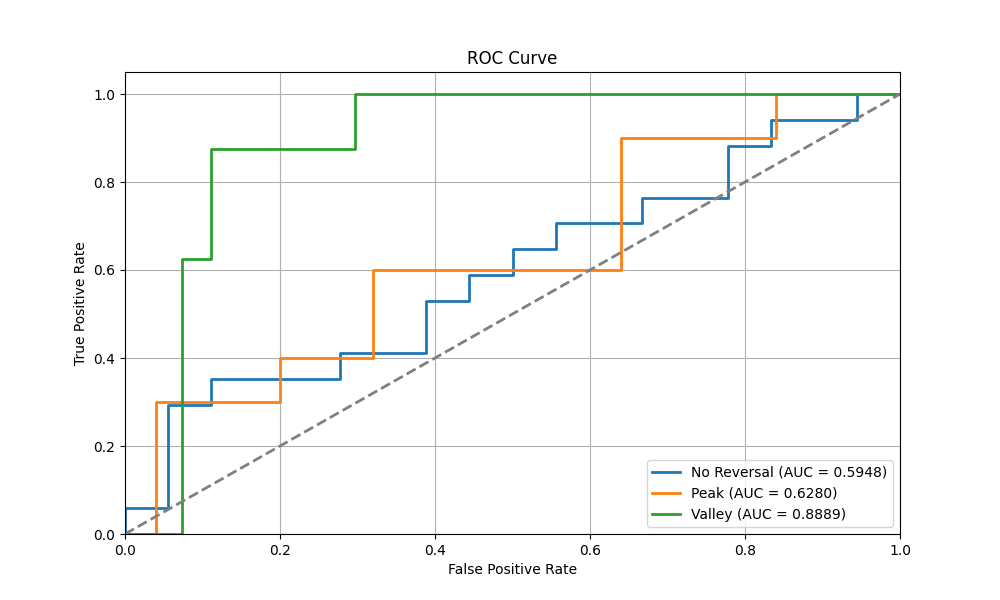 ROC Curve
1.0
0.8
0.6
0.4
0.2
0.0
True Positive Rate
No Reversal (AUC = 0.5948)
Peak (AUC = 0.6280)
Valley (AUC = 0.8889)
0.0 0.2 0.4 0.6 0.8 1.0
False Positive Rate